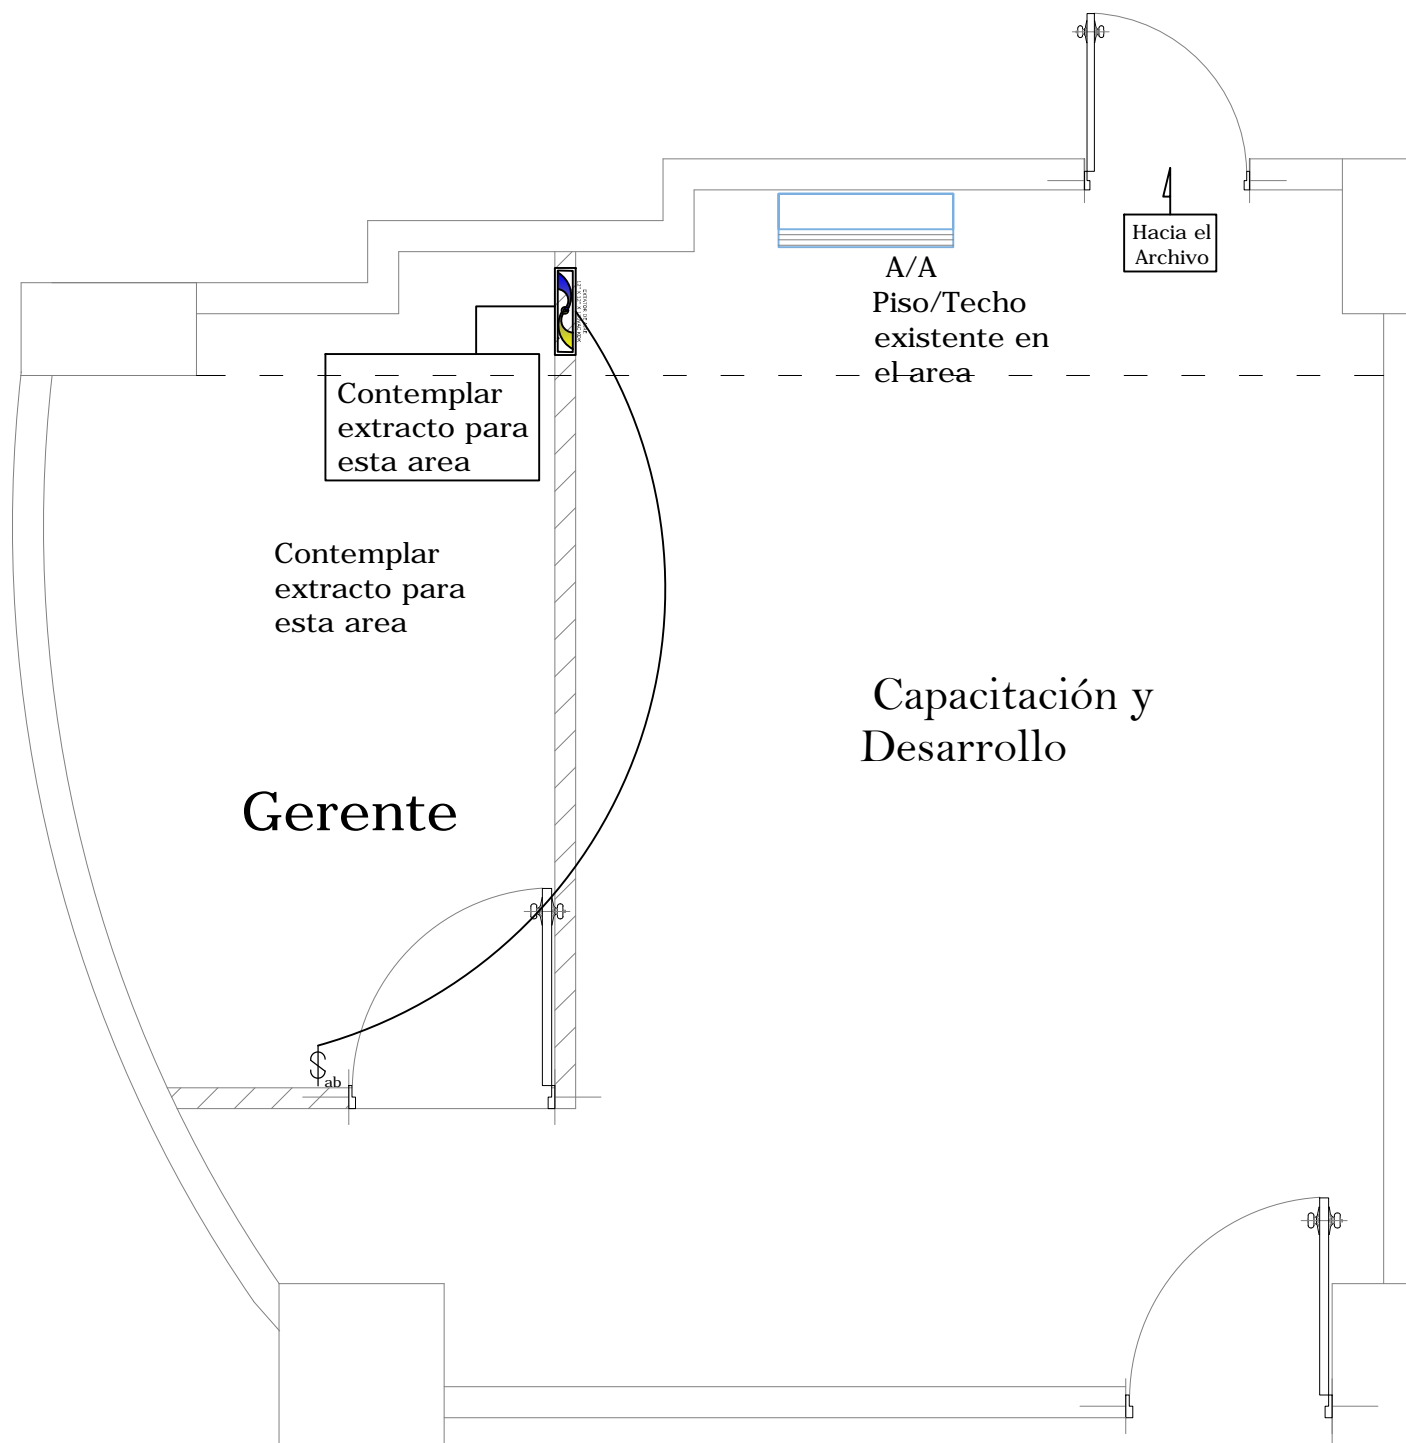 Hacia el
Archivo
A/A
Piso/Techo
existente en
el area
Contemplar
extracto para
esta area
Contemplar
extracto para
esta area
Capacitación y
Desarrollo
Gerente
S
ab